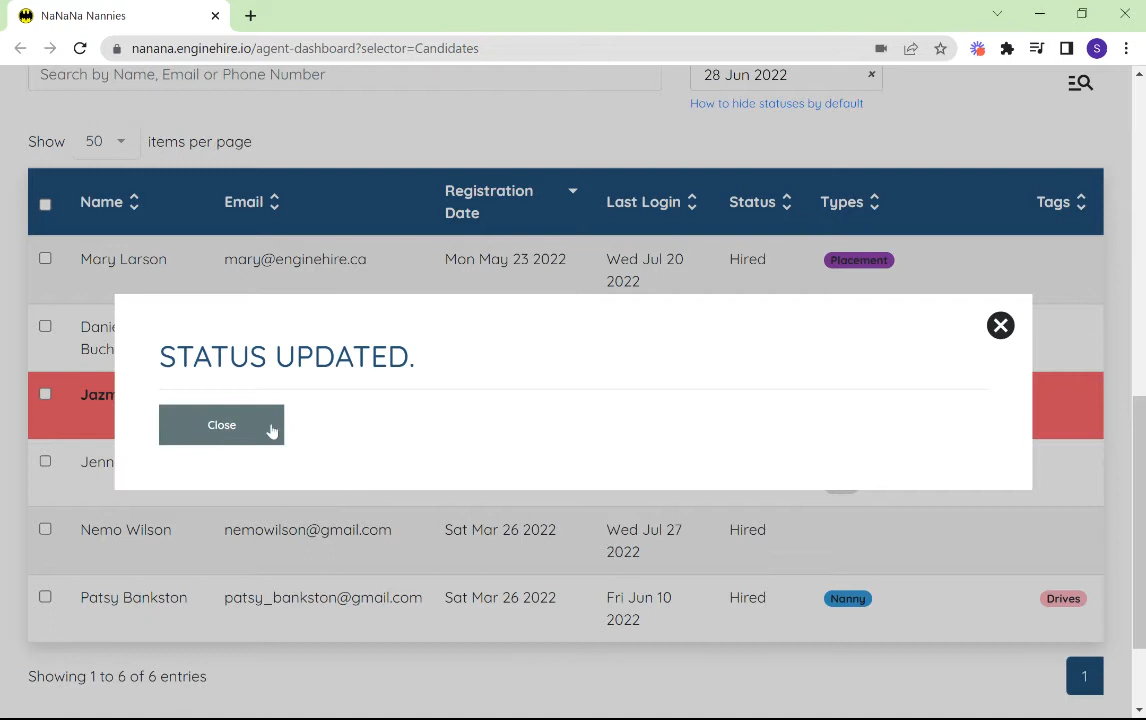 NaNaNa Nannies
nanana.enginehire.io/agent-dashboard?selector=Candidates
S
Search by Name, Email or Phone Number
28 Jun 2022
×
How to hide statuses by default
Show 50 items per page
Name Email Registration Date Last Login Status Types Tags
Mary Larson mary@enginehire.ca Mon May 23 2022 Wed Jul 20 2022 Hired Placement
Danie
Buch
STATUS UPDATED.
Jazm
Close
Jenn
Nemo Wilson nemowilson@gmail.com Sat Mar 26 2022 Wed Jul 27 2022 Hired
Patsy Bankston patsy_bankston@gmail.com Sat Mar 26 2022 Fri Jun 10 2022 Hired Nanny Drives
Showing 1 to 6 of 6 entries
1